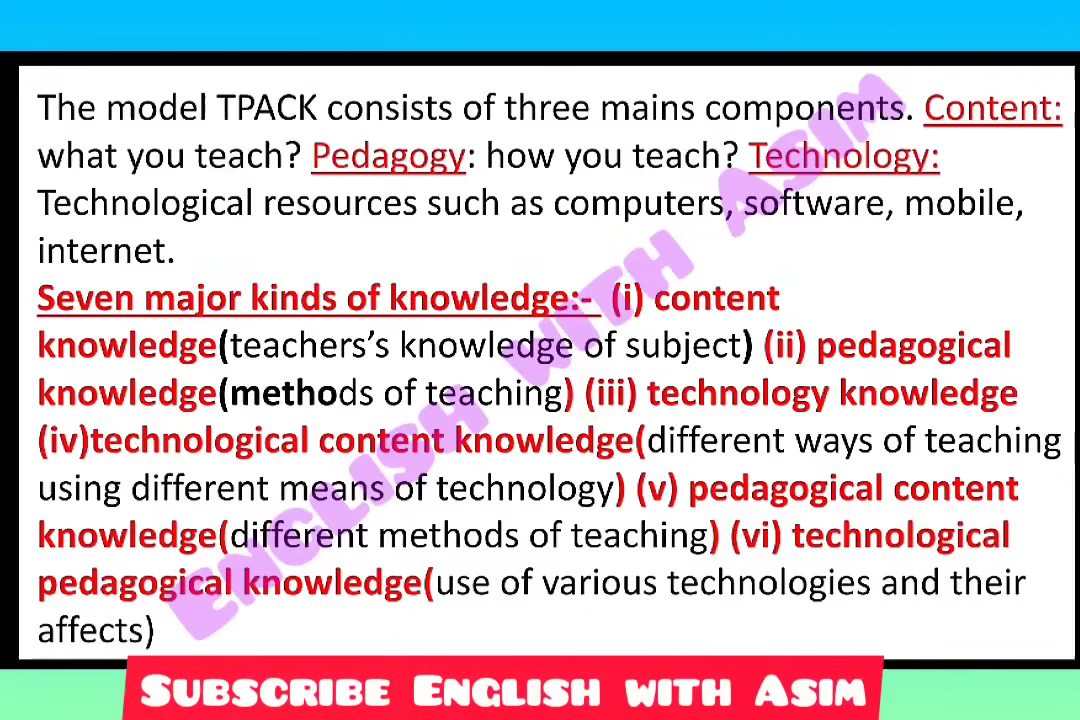 The model TPACK consists of three mains components. Content:
what you teach? Pedagogy: how you teach? Technology:
Technological resources such as computers, software, mobile,
internet.
Seven major kinds of knowledge:- (i) content
knowledge(teachers's knowledge of subject) (ii) pedagogical
knowledge(methods of teaching) (iii) technology knowledge
(iv)technological content knowledge(different ways of teaching
using different means of technology) (v) pedagogical content
knowledge(different methods of teaching) (vi) technological
pedagogical knowledge(use of various technologies and their
affects)
English with Asim
Subscribe English with Asim